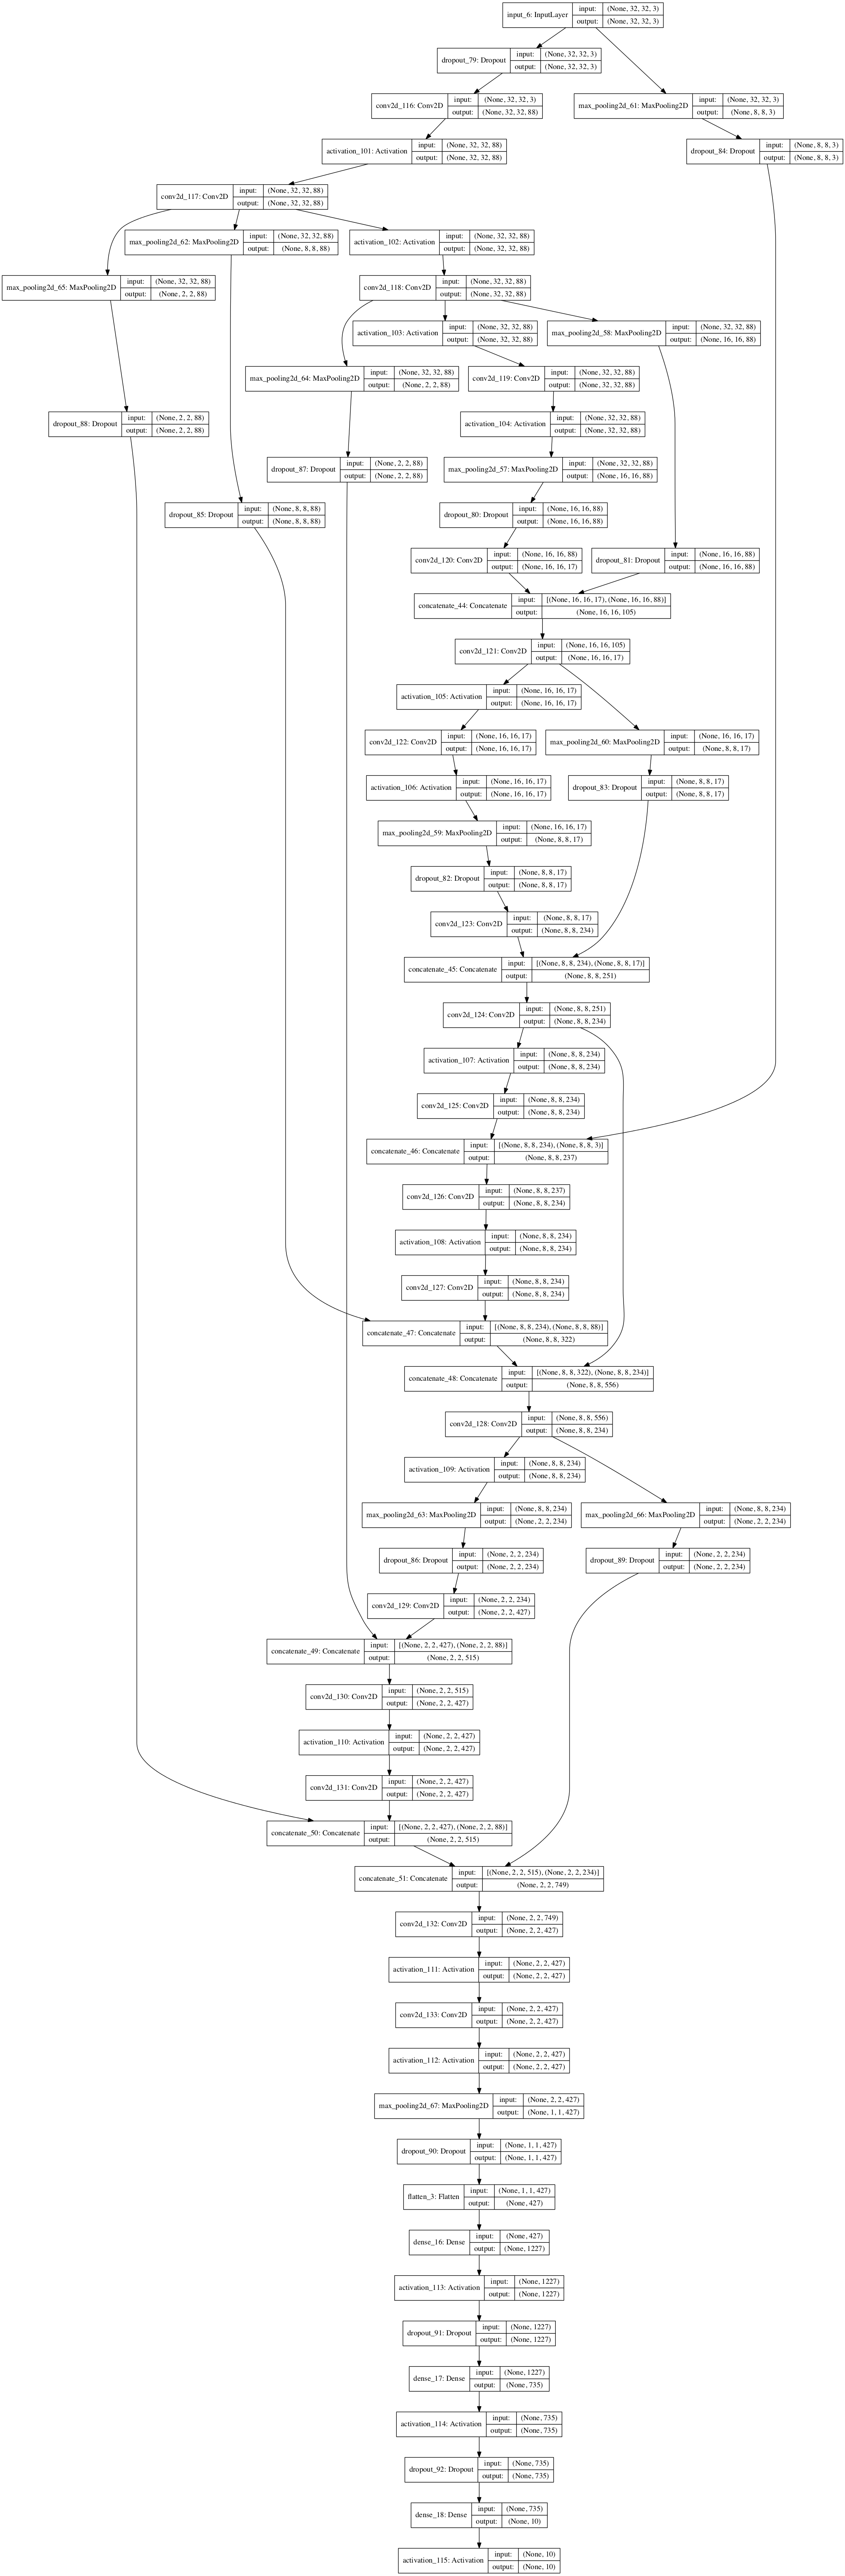 input_6: InputLayer input: (None, 32, 32, 3)
output: (None, 32, 32, 3)
dropout_79: Dropout input: (None, 32, 32, 3)
output: (None, 32, 32, 3)
conv2d_116: Conv2D input: (None, 32, 32, 3)
output: (None, 32, 32, 88)
max_pooling2d_61: MaxPooling2D input: (None, 32, 32, 3)
output: (None, 8, 8, 3)
activation_101: Activation input: (None, 32, 32, 88)
output: (None, 32, 32, 88)
dropout_84: Dropout input: (None, 8, 8, 3)
output: (None, 8, 8, 3)
conv2d_117: Conv2D input: (None, 32, 32, 88)
output: (None, 32, 32, 88)
max_pooling2d_62: MaxPooling2D input: (None, 32, 32, 88)
output: (None, 8, 8, 88)
activation_102: Activation input: (None, 32, 32, 88)
output: (None, 32, 32, 88)
max_pooling2d_65: MaxPooling2D input: (None, 32, 32, 88)
output: (None, 2, 2, 88)
conv2d_118: Conv2D input: (None, 32, 32, 88)
output: (None, 32, 32, 88)
activation_103: Activation input: (None, 32, 32, 88)
output: (None, 32, 32, 88)
max_pooling2d_58: MaxPooling2D input: (None, 32, 32, 88)
output: (None, 16, 16, 88)
max_pooling2d_64: MaxPooling2D input: (None, 32, 32, 88)
output: (None, 2, 2, 88)
conv2d_119: Conv2D input: (None, 32, 32, 88)
output: (None, 32, 32, 88)
dropout_88: Dropout input: (None, 2, 2, 88)
output: (None, 2, 2, 88)
activation_104: Activation input: (None, 32, 32, 88)
output: (None, 32, 32, 88)
dropout_87: Dropout input: (None, 2, 2, 88)
output: (None, 2, 2, 88)
max_pooling2d_57: MaxPooling2D input: (None, 32, 32, 88)
output: (None, 16, 16, 88)
dropout_85: Dropout input: (None, 8, 8, 88)
output: (None, 8, 8, 88)
dropout_80: Dropout input: (None, 16, 16, 88)
output: (None, 16, 16, 88)
conv2d_120: Conv2D input: (None, 16, 16, 88)
output: (None, 16, 16, 17)
dropout_81: Dropout input: (None, 16, 16, 88)
output: (None, 16, 16, 88)
concatenate_44: Concatenate input: [(None, 16, 16, 17), (None, 16, 16, 88)]
output: (None, 16, 16, 105)
conv2d_121: Conv2D input: (None, 16, 16, 105)
output: (None, 16, 16, 17)
activation_105: Activation input: (None, 16, 16, 17)
output: (None, 16, 16, 17)
conv2d_122: Conv2D input: (None, 16, 16, 17)
output: (None, 16, 16, 17)
max_pooling2d_60: MaxPooling2D input: (None, 16, 16, 17)
output: (None, 8, 8, 17)
activation_106: Activation input: (None, 16, 16, 17)
output: (None, 16, 16, 17)
dropout_83: Dropout input: (None, 8, 8, 17)
output: (None, 8, 8, 17)
max_pooling2d_59: MaxPooling2D input: (None, 16, 16, 17)
output: (None, 8, 8, 17)
dropout_82: Dropout input: (None, 8, 8, 17)
output: (None, 8, 8, 17)
conv2d_123: Conv2D input: (None, 8, 8, 17)
output: (None, 8, 8, 234)
concatenate_45: Concatenate input: [(None, 8, 8, 234), (None, 8, 8, 17)]
output: (None, 8, 8, 251)
conv2d_124: Conv2D input: (None, 8, 8, 251)
output: (None, 8, 8, 234)
activation_107: Activation input: (None, 8, 8, 234)
output: (None, 8, 8, 234)
conv2d_125: Conv2D input: (None, 8, 8, 234)
output: (None, 8, 8, 234)
concatenate_46: Concatenate input: [(None, 8, 8, 234), (None, 8, 8, 3)]
output: (None, 8, 8, 237)
conv2d_126: Conv2D input: (None, 8, 8, 237)
output: (None, 8, 8, 234)
activation_108: Activation input: (None, 8, 8, 234)
output: (None, 8, 8, 234)
conv2d_127: Conv2D input: (None, 8, 8, 234)
output: (None, 8, 8, 234)
concatenate_47: Concatenate input: [(None, 8, 8, 234), (None, 8, 8, 88)]
output: (None, 8, 8, 322)
concatenate_48: Concatenate input: [(None, 8, 8, 322), (None, 8, 8, 234)]
output: (None, 8, 8, 556)
conv2d_128: Conv2D input: (None, 8, 8, 556)
output: (None, 8, 8, 234)
activation_109: Activation input: (None, 8, 8, 234)
output: (None, 8, 8, 234)
max_pooling2d_63: MaxPooling2D input: (None, 8, 8, 234)
output: (None, 2, 2, 234)
max_pooling2d_66: MaxPooling2D input: (None, 8, 8, 234)
output: (None, 2, 2, 234)
dropout_86: Dropout input: (None, 2, 2, 234)
output: (None, 2, 2, 234)
dropout_89: Dropout input: (None, 2, 2, 234)
output: (None, 2, 2, 234)
conv2d_129: Conv2D input: (None, 2, 2, 234)
output: (None, 2, 2, 427)
concatenate_49: Concatenate input: [(None, 2, 2, 427), (None, 2, 2, 88)]
output: (None, 2, 2, 515)
conv2d_130: Conv2D input: (None, 2, 2, 515)
output: (None, 2, 2, 427)
activation_110: Activation input: (None, 2, 2, 427)
output: (None, 2, 2, 427)
conv2d_131: Conv2D input: (None, 2, 2, 427)
output: (None, 2, 2, 427)
concatenate_50: Concatenate input: [(None, 2, 2, 427), (None, 2, 2, 88)]
output: (None, 2, 2, 515)
concatenate_51: Concatenate input: [(None, 2, 2, 515), (None, 2, 2, 234)]
output: (None, 2, 2, 749)
conv2d_132: Conv2D input: (None, 2, 2, 749)
output: (None, 2, 2, 427)
activation_111: Activation input: (None, 2, 2, 427)
output: (None, 2, 2, 427)
conv2d_133: Conv2D input: (None, 2, 2, 427)
output: (None, 2, 2, 427)
activation_112: Activation input: (None, 2, 2, 427)
output: (None, 2, 2, 427)
max_pooling2d_67: MaxPooling2D input: (None, 2, 2, 427)
output: (None, 1, 1, 427)
dropout_90: Dropout input: (None, 1, 1, 427)
output: (None, 1, 1, 427)
flatten_3: Flatten input: (None, 1, 1, 427)
output: (None, 427)
dense_16: Dense input: (None, 427)
output: (None, 1227)
activation_113: Activation input: (None, 1227)
output: (None, 1227)
dropout_91: Dropout input: (None, 1227)
output: (None, 1227)
dense_17: Dense input: (None, 1227)
output: (None, 735)
activation_114: Activation input: (None, 735)
output: (None, 735)
dropout_92: Dropout input: (None, 735)
output: (None, 735)
dense_18: Dense input: (None, 735)
output: (None, 10)
activation_115: Activation input: (None, 10)
output: (None, 10)